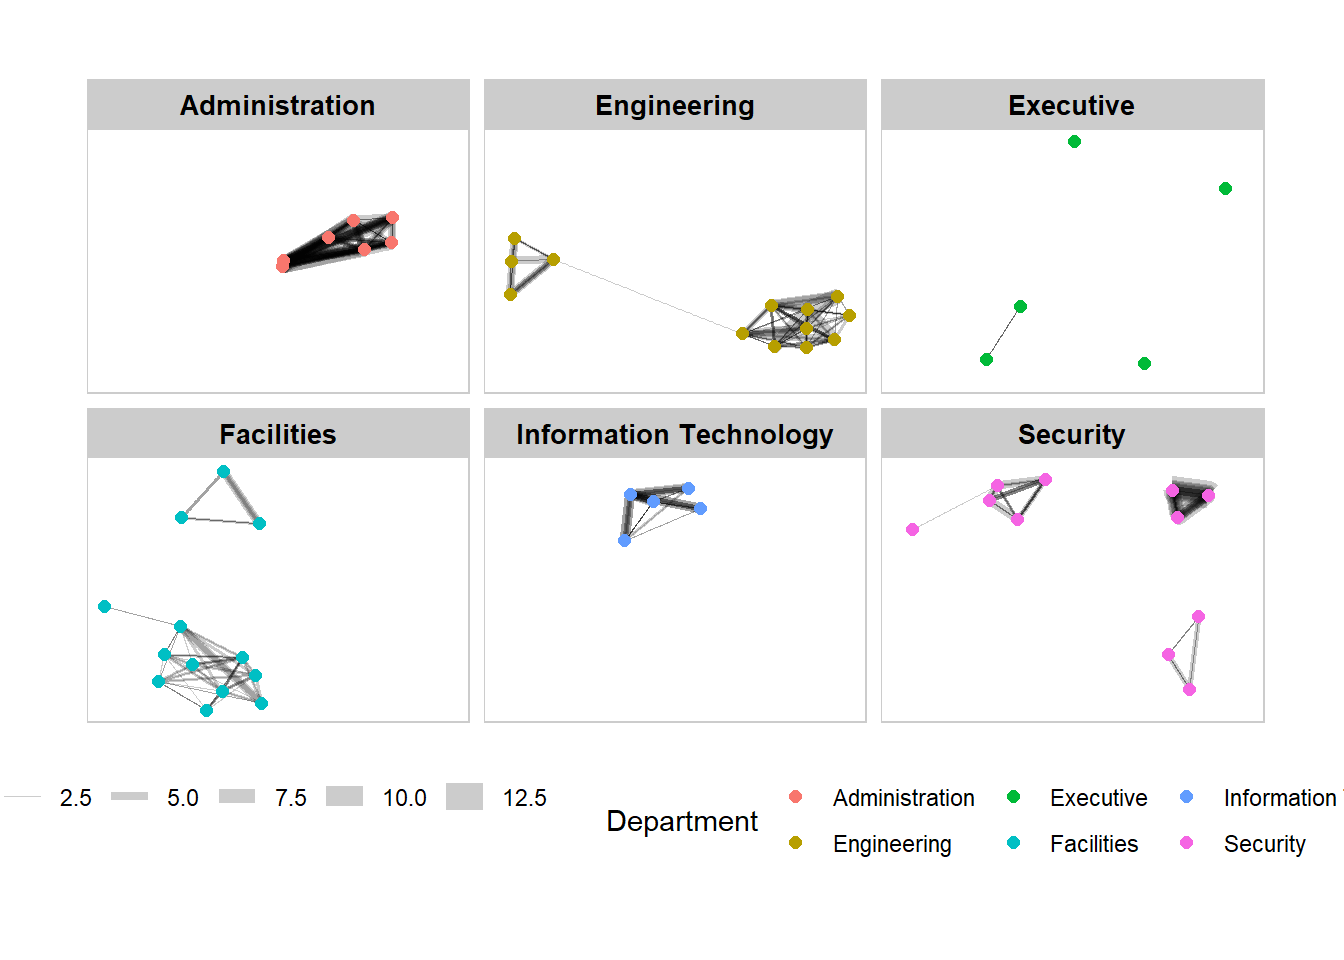 Administration
Engineering
Executive
Facilities
Information Technology
Security
2.5 5.0 7.5 10.0 12.5
Department
Administration Executive Information
Engineering Facilities Security